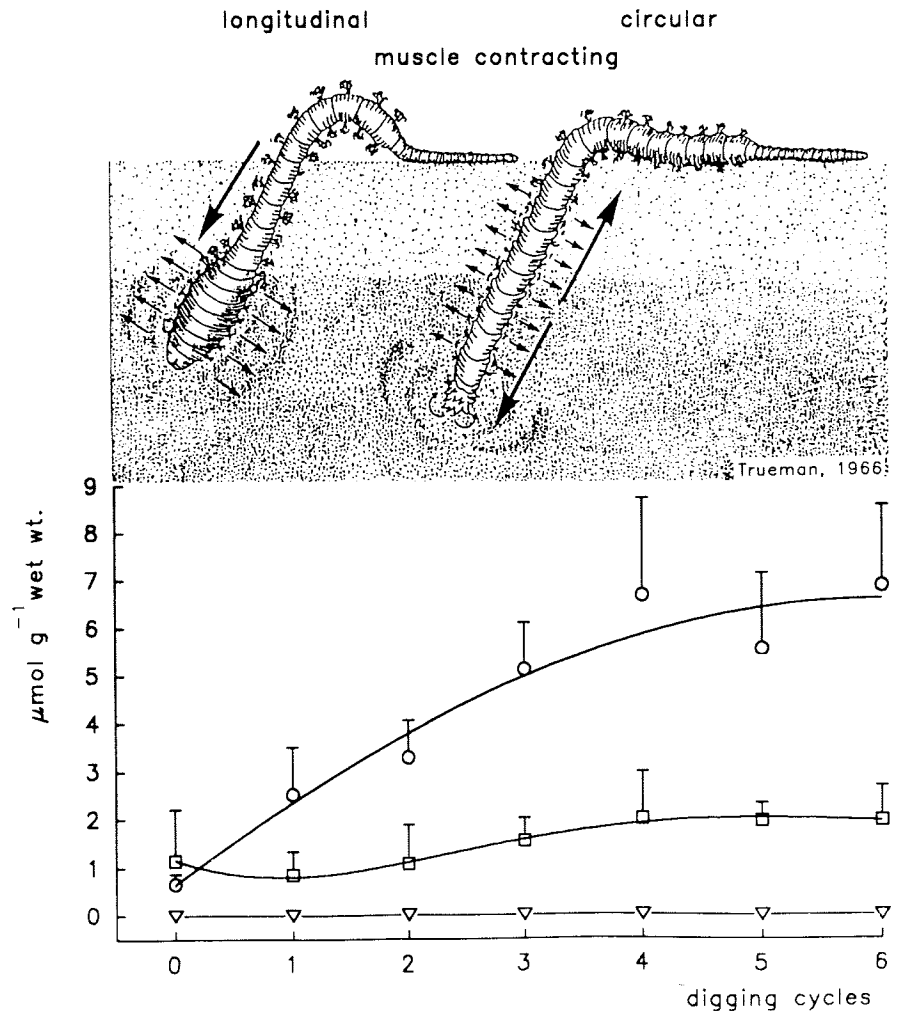 longitudinal circular
muscle contracting
Trueman, 1966
9
8
7
6
5
4
3
2
1
0
μmol g⁻¹ wet wt.
0 1 2 3 4 5 6
digging cycles